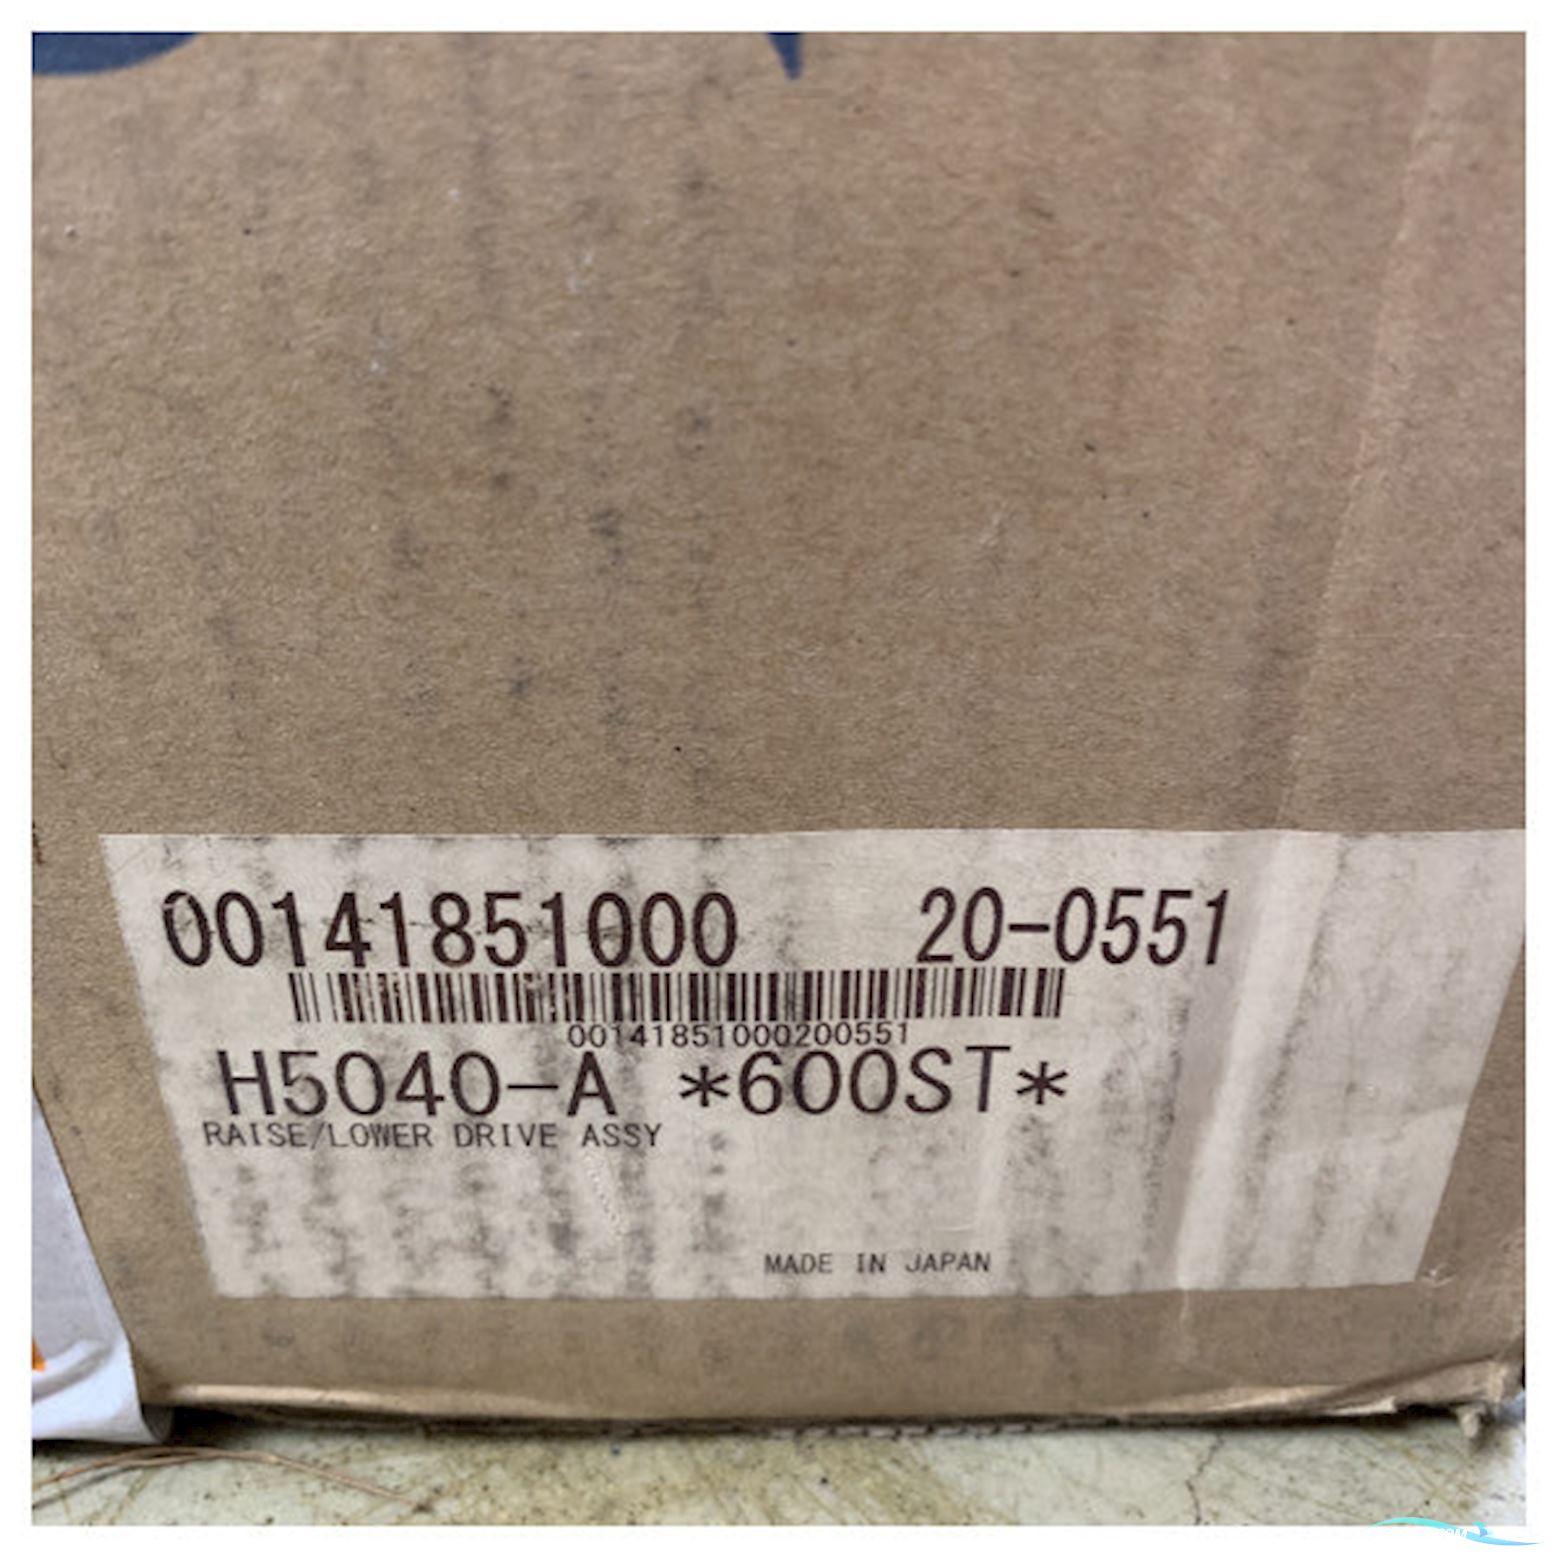 00141851000 20-0551
00141851000200551
H5040-A *600ST*
RAISE/LOWER DRIVE ASSY
MADE IN JAPAN